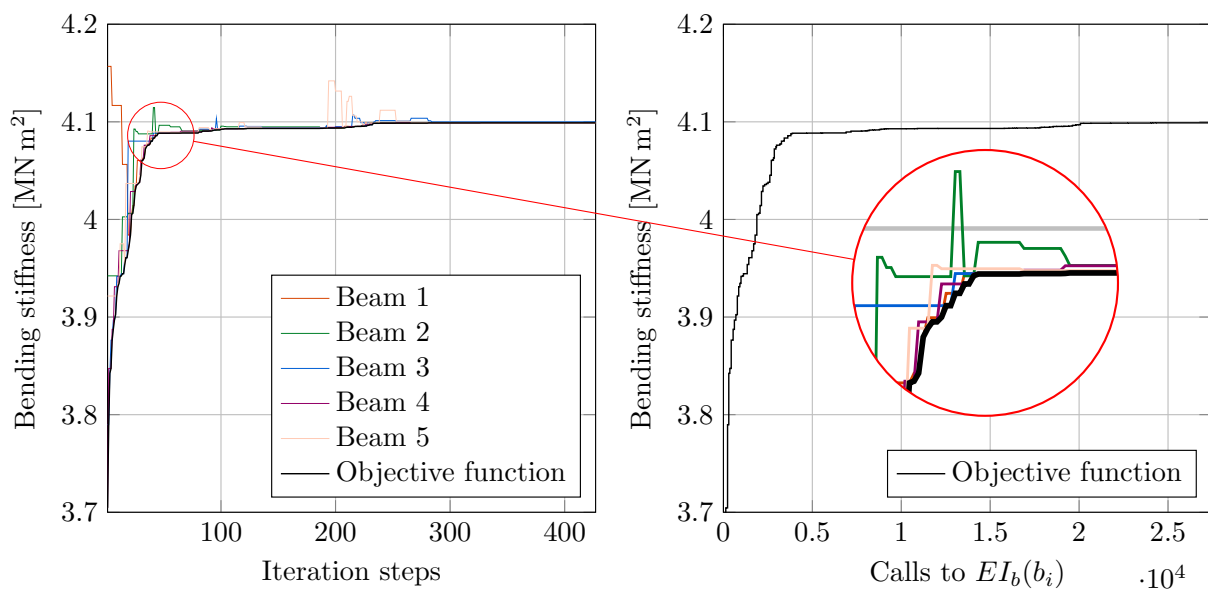 4.2
4.1
4
3.9
3.8
3.7
Bending stiffness [MN m²]
100
200
300
400
Iteration steps
Beam 1
Beam 2
Beam 3
Beam 4
Beam 5
Objective function
4.2
4.1
4
3.9
3.8
3.7
Bending stiffness [MN m²]
0
0.5
1
1.5
2
2.5
Calls to EI_b(b_i)
·10⁴
Objective function